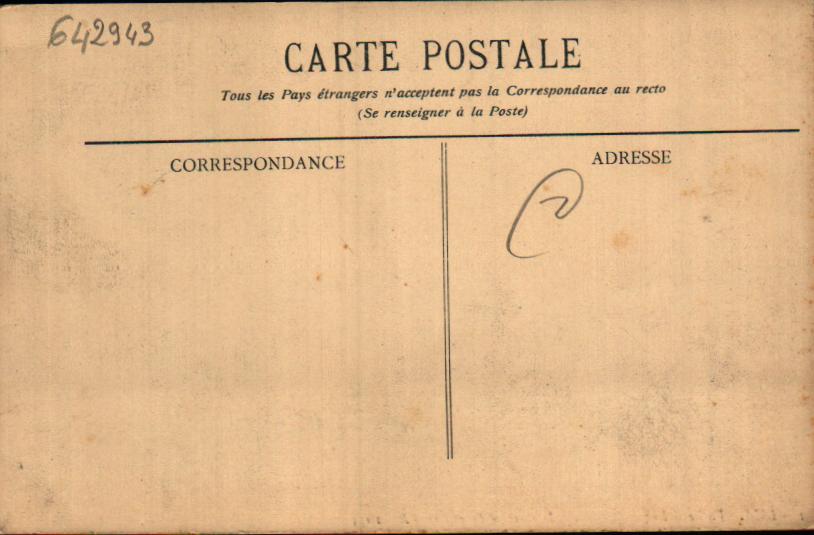 642943
CARTE POSTALE
Tous les Pays étrangers n'acceptent pas la Correspondance au recto
(Se renseigner à la Poste)
CORRESPONDANCE
ADRESSE